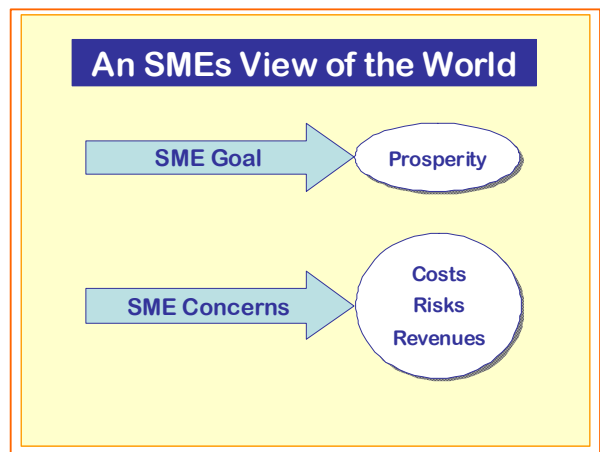 An SMEs View of the World
SME Goal
Prosperity
SME Concerns
Costs
Risks
Revenues